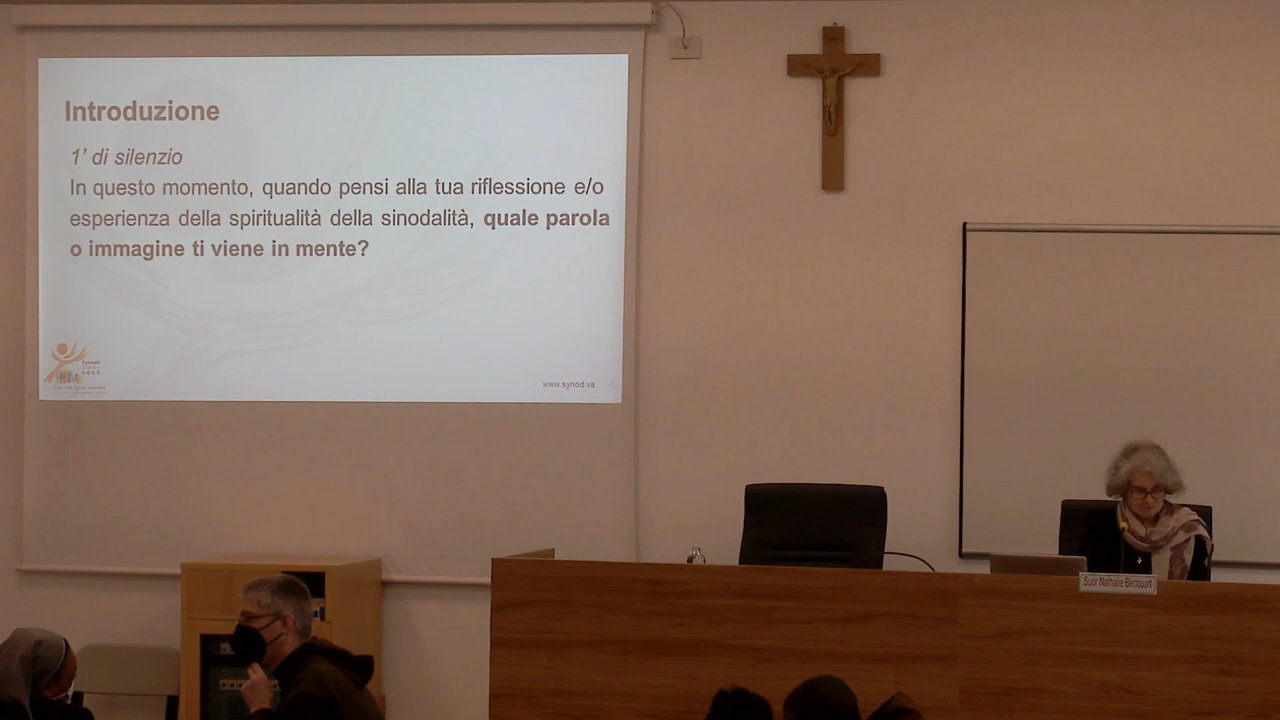 Introduzione
1’ di silenzio
In questo momento, quando pensi alla tua riflessione e/o
esperienza della spiritualità della sinodalità, quale parola
o immagine ti viene in mente?
www.synod.va
Suor Nathalie Becquart